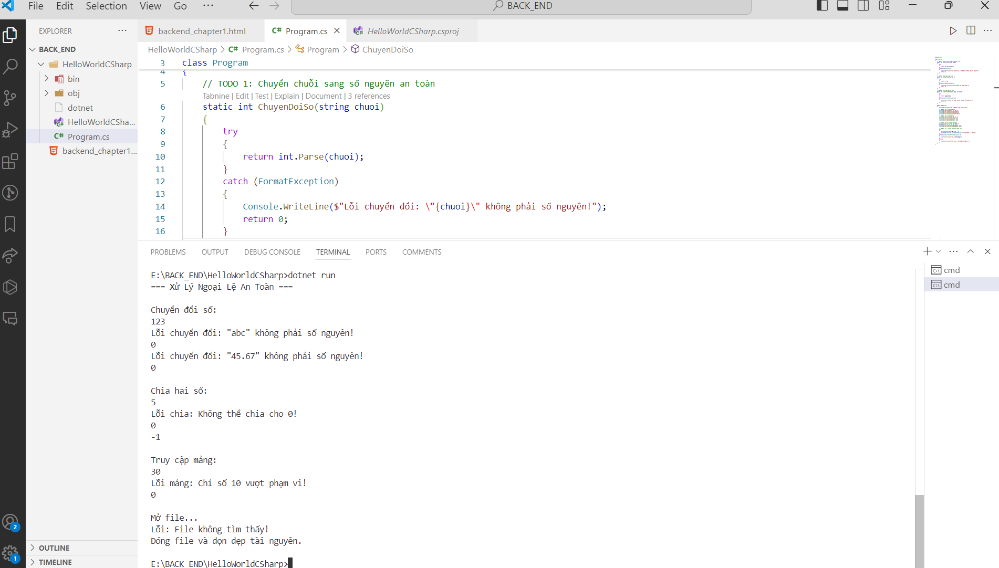 File Edit Selection View Go ··· BACK_END
EXPLORER ···
BACK_END
HelloWorldCSharp
bin
obj
dotnet
HelloWorldCSha...
C# Program.cs
backend_chapter1...
OUTLINE
TIMELINE
2
1
backend_chapter1.html C# Program.cs HelloWorldCSharp.csproj
HelloWorldCSharp > C# Program.cs > Program > ChuyenDoiSo
3 class Program
4 {
5 // TODO 1: Chuyển chuỗi sang số nguyên an toàn
Tabnine | Edit | Test | Explain | Document | 3 references
6 static int ChuyenDoiSo(string chuoi)
7 {
8 try
9 {
10 return int.Parse(chuoi);
11 }
12 catch (FormatException)
13 {
14 Console.WriteLine($"Lỗi chuyển đổi: \"{chuoi}\" không phải số nguyên!");
15 return 0;
16 }
PROBLEMS OUTPUT DEBUG CONSOLE TERMINAL PORTS COMMENTS
E:\BACK_END\HelloWorldCSharp>dotnet run
=== Xử Lý Ngoại Lệ An Toàn ===
Chuyển đổi số:
123
Lỗi chuyển đổi: "abc" không phải số nguyên!
0
Lỗi chuyển đổi: "45.67" không phải số nguyên!
0
Chia hai số:
5
Lỗi chia: Không thể chia cho 0!
0
-1
Truy cập mảng:
30
Lỗi mảng: Chỉ số 10 vượt phạm vi!
0
Mở file...
Lỗi: File không tìm thấy!
Đóng file và dọn dẹp tài nguyên.
E:\BACK_END\HelloWorldCSharp>
cmd
cmd